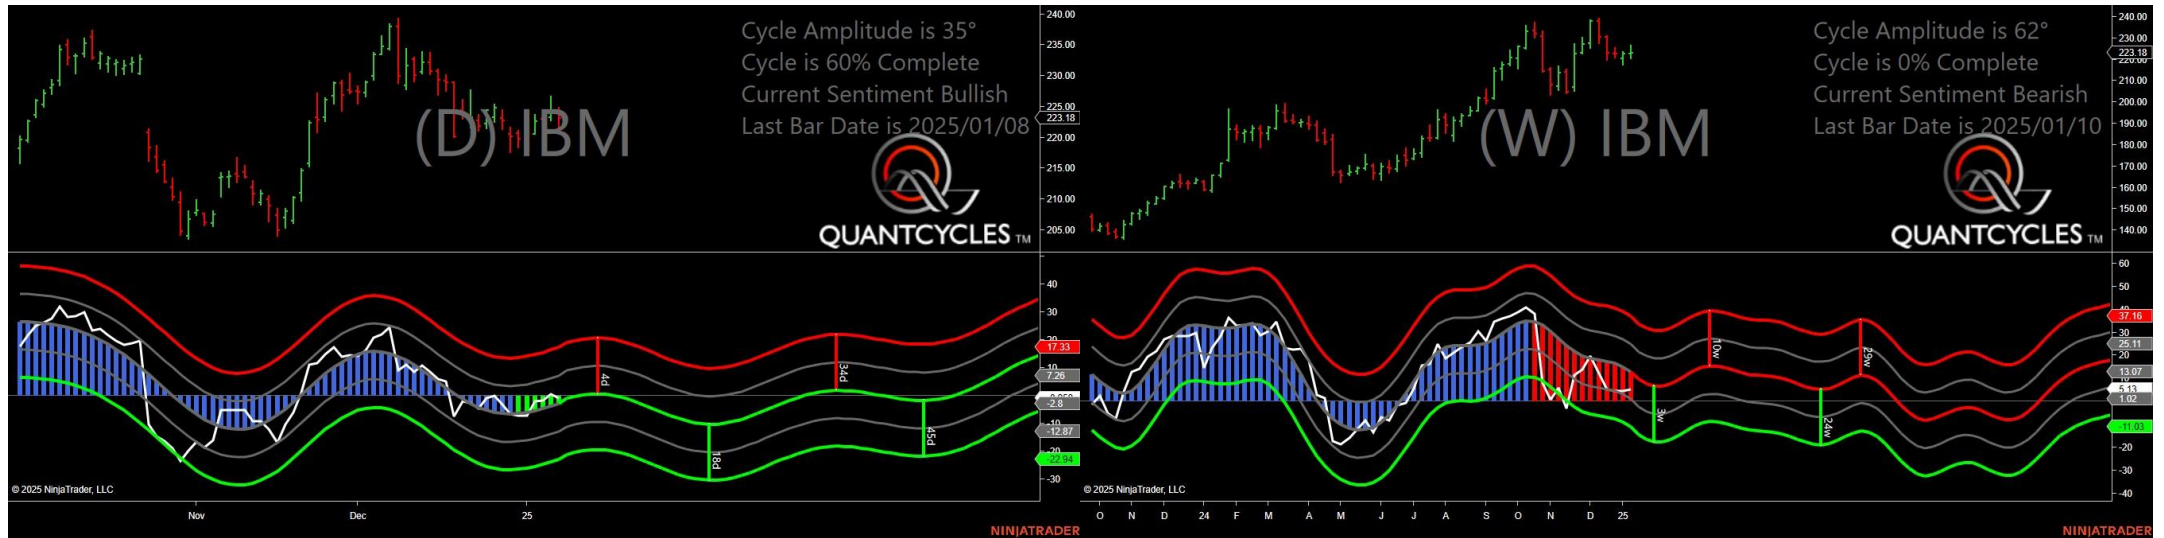 Cycle Amplitude is 35°
Cycle is 60% Complete
Current Sentiment Bullish
Last Bar Date is 2025/01/08
(D) IBM
QUANTCYCLES TM
240.00
235.00
230.00
225.00
223.18
220.00
215.00
210.00
205.00
40
30
17.33
10
7.26
-2.8
-12.87
-22.94
-30
4d
18d
34d
45d
© 2025 NinjaTrader, LLC
Nov
Dec
25
NINJATRADER
Cycle Amplitude is 62°
Cycle is 0% Complete
Current Sentiment Bearish
Last Bar Date is 2025/01/10
(W) IBM
QUANTCYCLES TM
240.00
230.00
223.18
220.00
210.00
200.00
190.00
180.00
170.00
160.00
150.00
140.00
60
50
37.16
30
25.11
20
13.07
5.13
1.02
-11.03
-20
-30
-40
3w
10w
24w
29w
© 2025 NinjaTrader, LLC
O N D 24 F M A M J J A S O N D 25
NINJATRADER